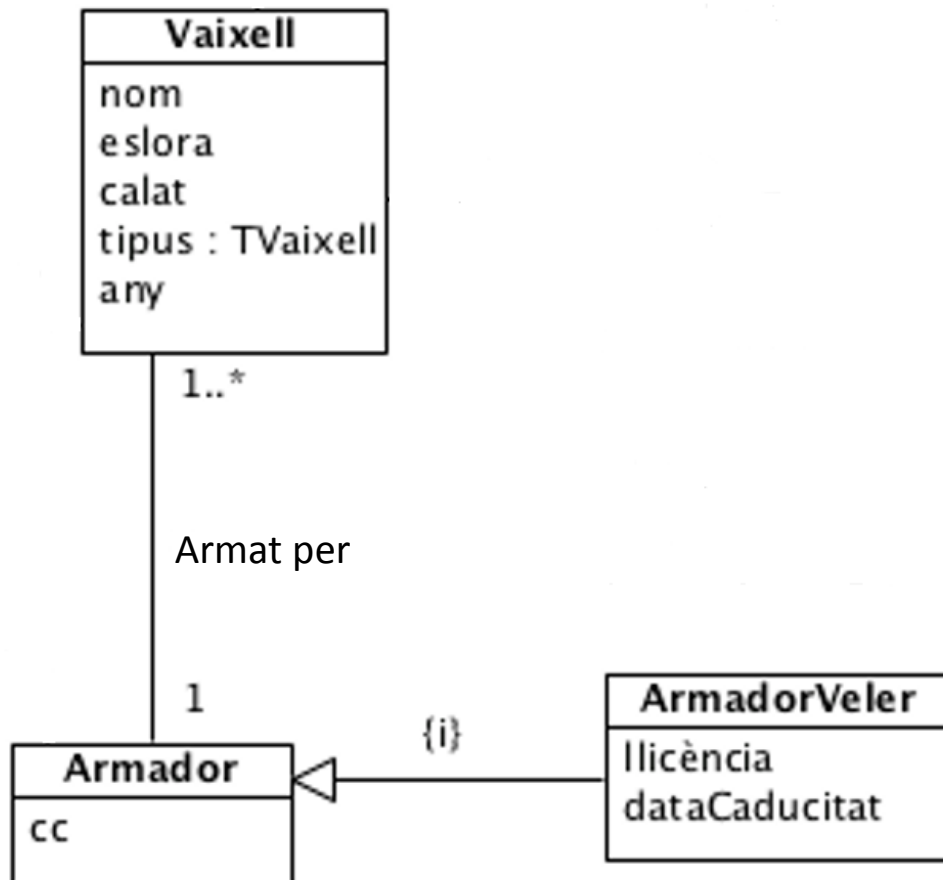 Vaixell
nom
eslora
calat
tipus : TVaixell
any
1..*
Armat per
1
Armador
cc
{i}
ArmadorVeler
llicència
dataCaducitat